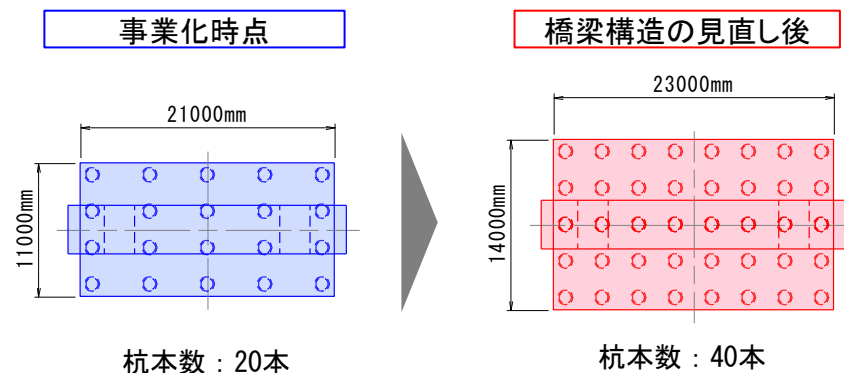 事業化時点
橋梁構造の見直し後
21000mm
23000mm
11000mm
14000mm
杭本数：20本
杭本数：40本